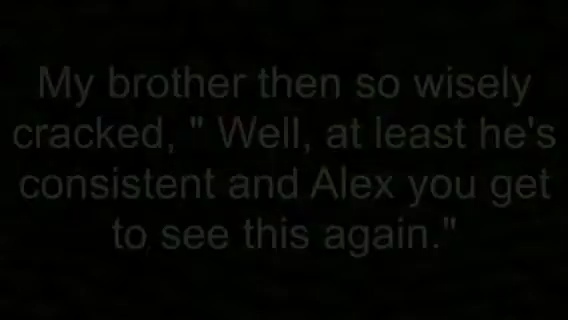 My brother then so wisely
cracked, " Well, at least he's
consistent and Alex you get
to see this again."